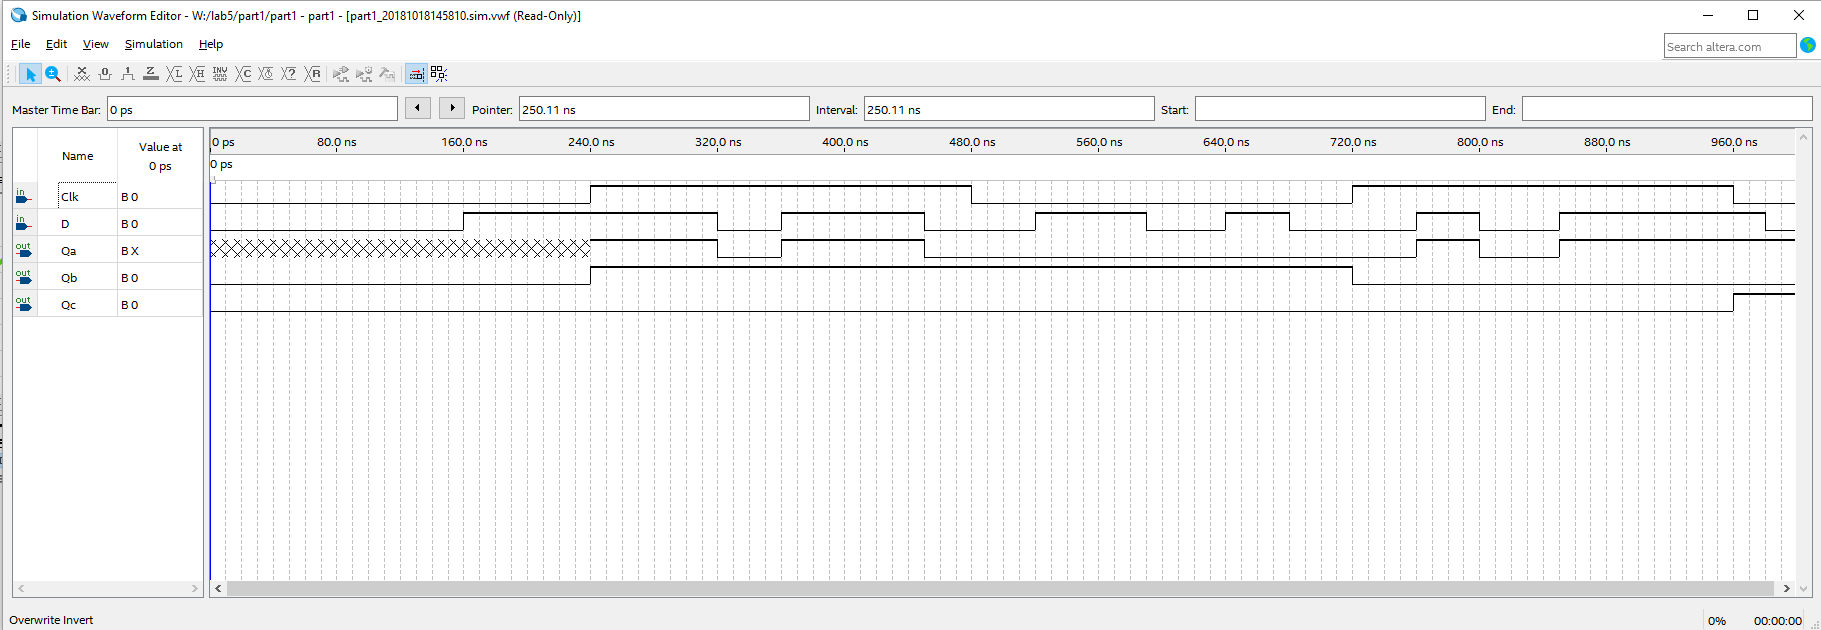 Simulation Waveform Editor - W:/lab5/part1/part1 - part1 - [part1_20181018145810.sim.vwf (Read-Only)]
File Edit View Simulation Help
Search altera.com
Master Time Bar: 0 ps Pointer: 250.11 ns Interval: 250.11 ns Start: End:
Name Value at 0 ps
0 ps 80.0 ns 160.0 ns 240.0 ns 320.0 ns 400.0 ns 480.0 ns 560.0 ns 640.0 ns 720.0 ns 800.0 ns 880.0 ns 960.0 ns
0 ps
in Clk B 0
in D B 0
out Qa B X
out Qb B 0
out Qc B 0
Overwrite Invert 0% 00:00:00